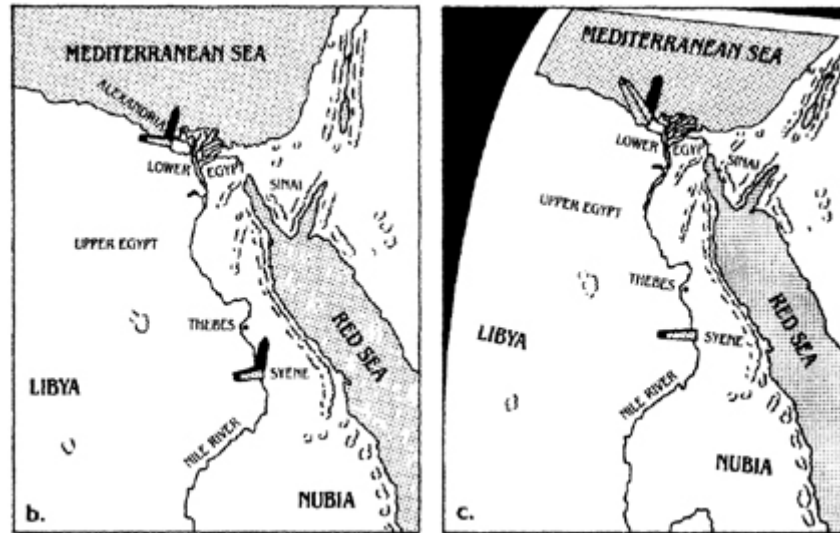 MEDITERRANEAN SEA
ALEXANDRIA
LOWER EGYPT
SINAI
UPPER EGYPT
THEBES
RED SEA
SYENE
LIBYA
NILE RIVER
NUBIA
b.
MEDITERRANEAN SEA
LOWER EGYPT
SINAI
UPPER EGYPT
THEBES
RED SEA
SYENE
LIBYA
NILE RIVER
NUBIA
c.